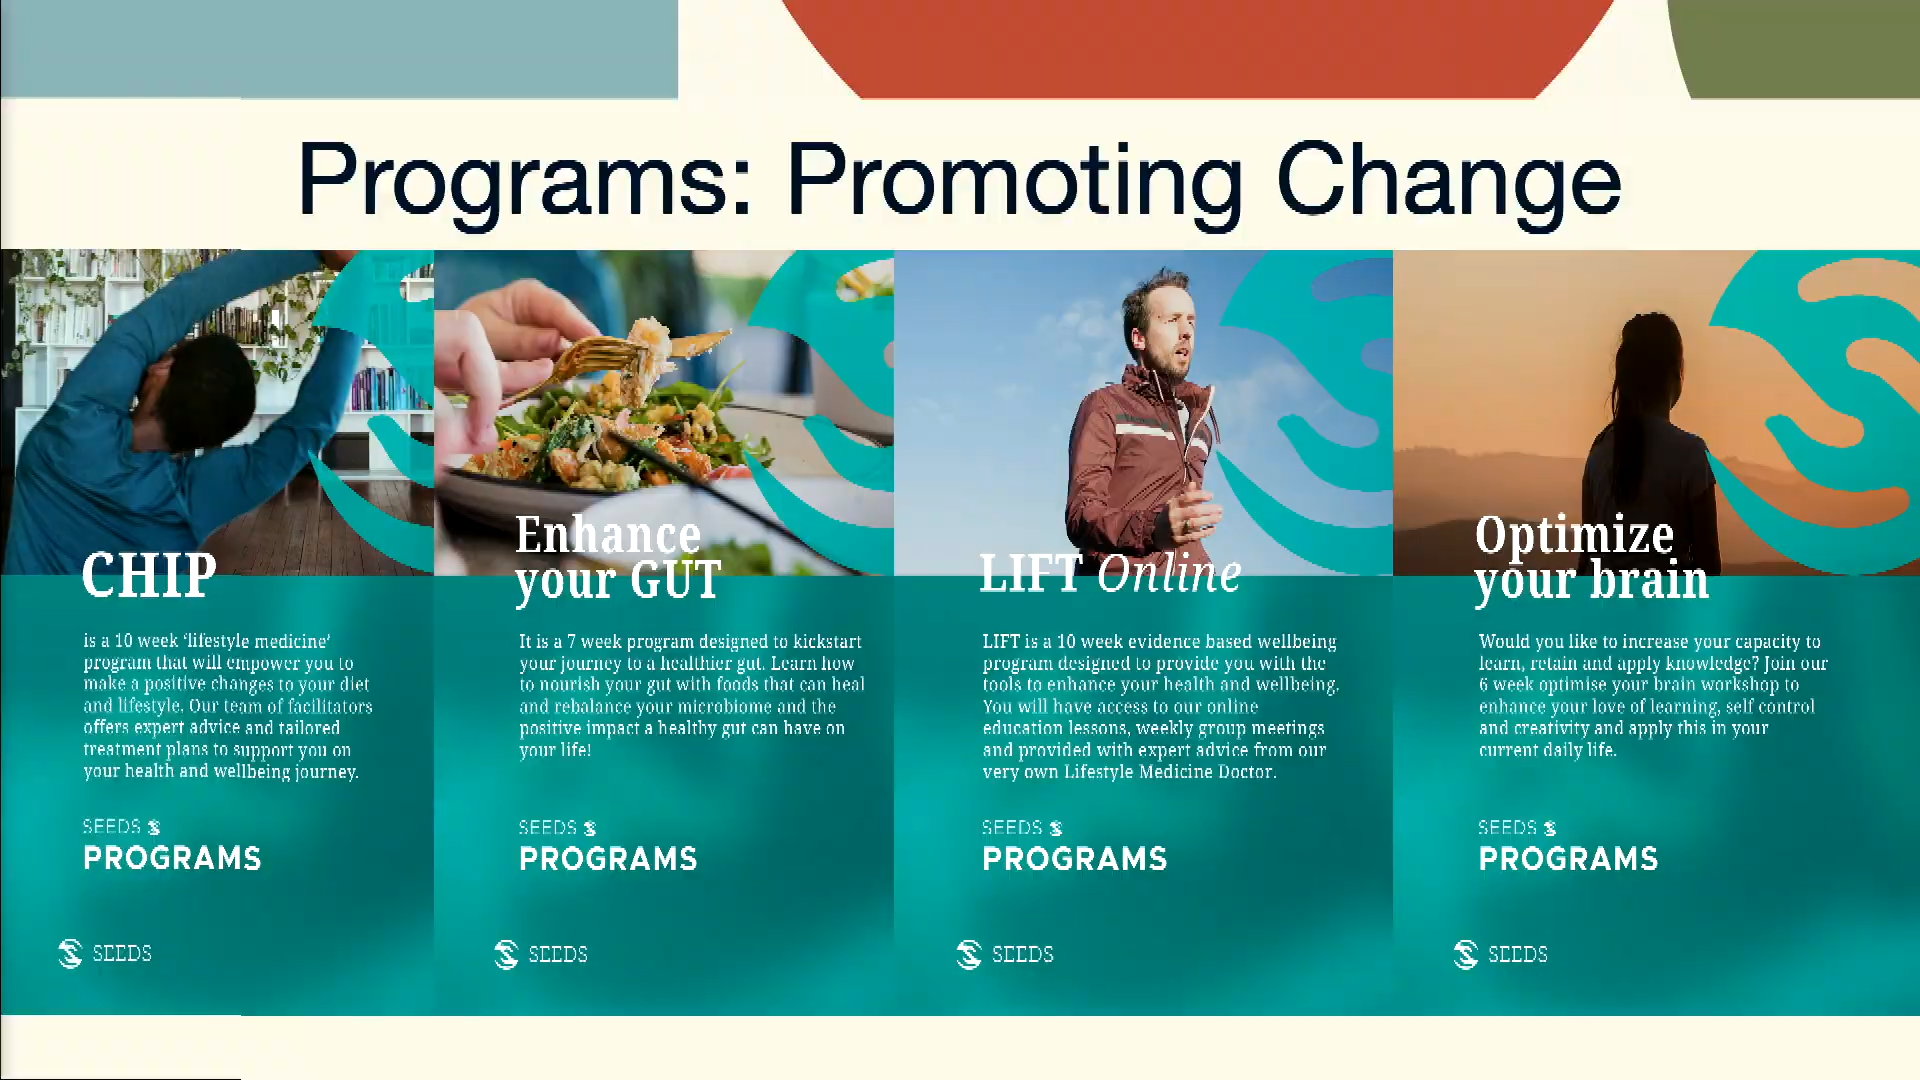 Programs: Promoting Change
CHIP
is a 10 week ‘lifestyle medicine’
program that will empower you to
make a positive changes to your diet
and lifestyle. Our team of facilitators
offers expert advice and tailored
treatment plans to support you on
your health and wellbeing journey.
SEEDS
PROGRAMS
SEEDS
Enhance
your GUT
It is a 7 week program designed to kickstart
your journey to a healthier gut. Learn how
to nourish your gut with foods that can heal
and rebalance your microbiome and the
positive impact a healthy gut can have on
your life!
SEEDS
PROGRAMS
SEEDS
LIFT Online
LIFT is a 10 week evidence based wellbeing
program designed to provide you with the
tools to enhance your health and wellbeing.
You will have access to our online
education lessons, weekly group meetings
and provided with expert advice from our
very own Lifestyle Medicine Doctor.
SEEDS
PROGRAMS
SEEDS
Optimize
your brain
Would you like to increase your capacity to
learn, retain and apply knowledge? Join our
6 week optimise your brain workshop to
enhance your love of learning, self control
and creativity and apply this in your
current daily life.
SEEDS
PROGRAMS
SEEDS